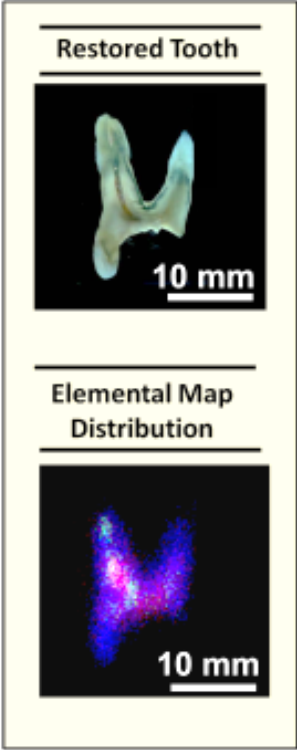 Restored Tooth
10 mm
Elemental Map
Distribution
10 mm